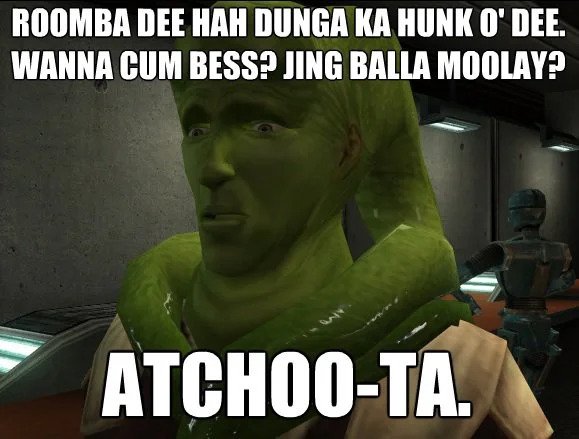 ROOMBA DEE HAH DUNGA KA HUNK O' DEE.
WANNA CUM BESS? JING BALLA MOOLAY?
ATCHOO-TA.